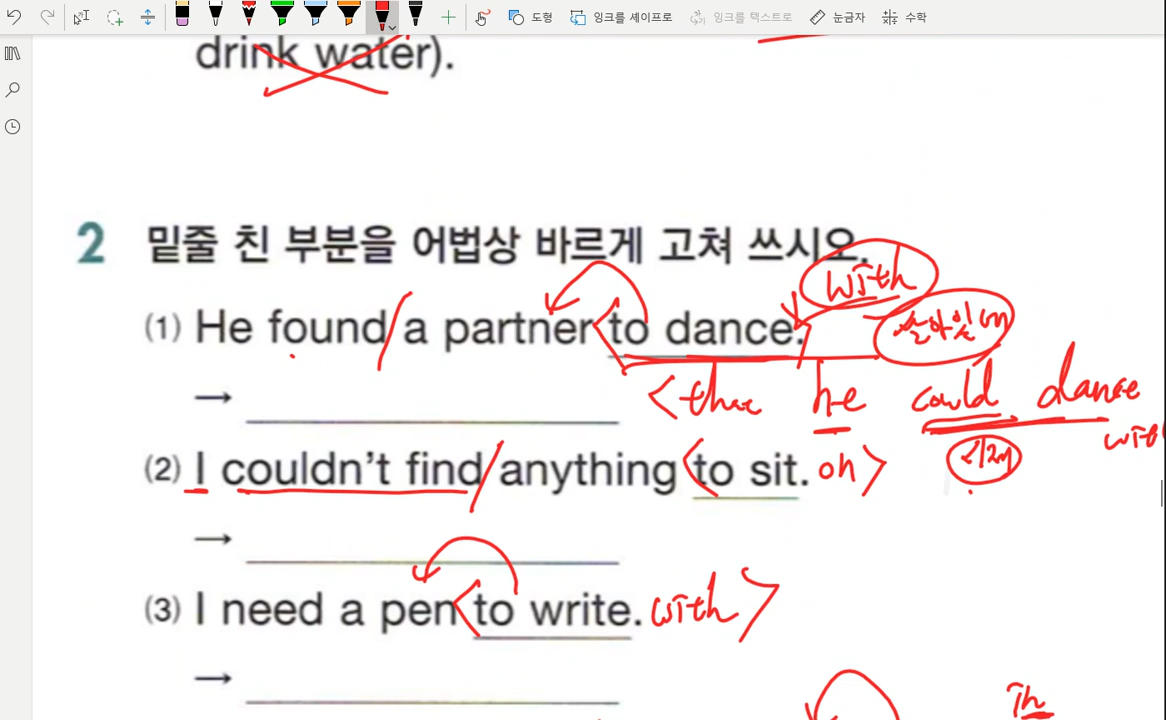 도형 잉크를 셰이프로 잉크를 텍스트로 눈금자 수학
drink water).
2 밑줄 친 부분을 어법상 바르게 고쳐 쓰시오.
with
(1) He found / a partner <to dance.>
→
he could dance
with
(2) I couldn't find / anything <to sit. on>
→
(3) I need a pen <to write. with>
→
Th